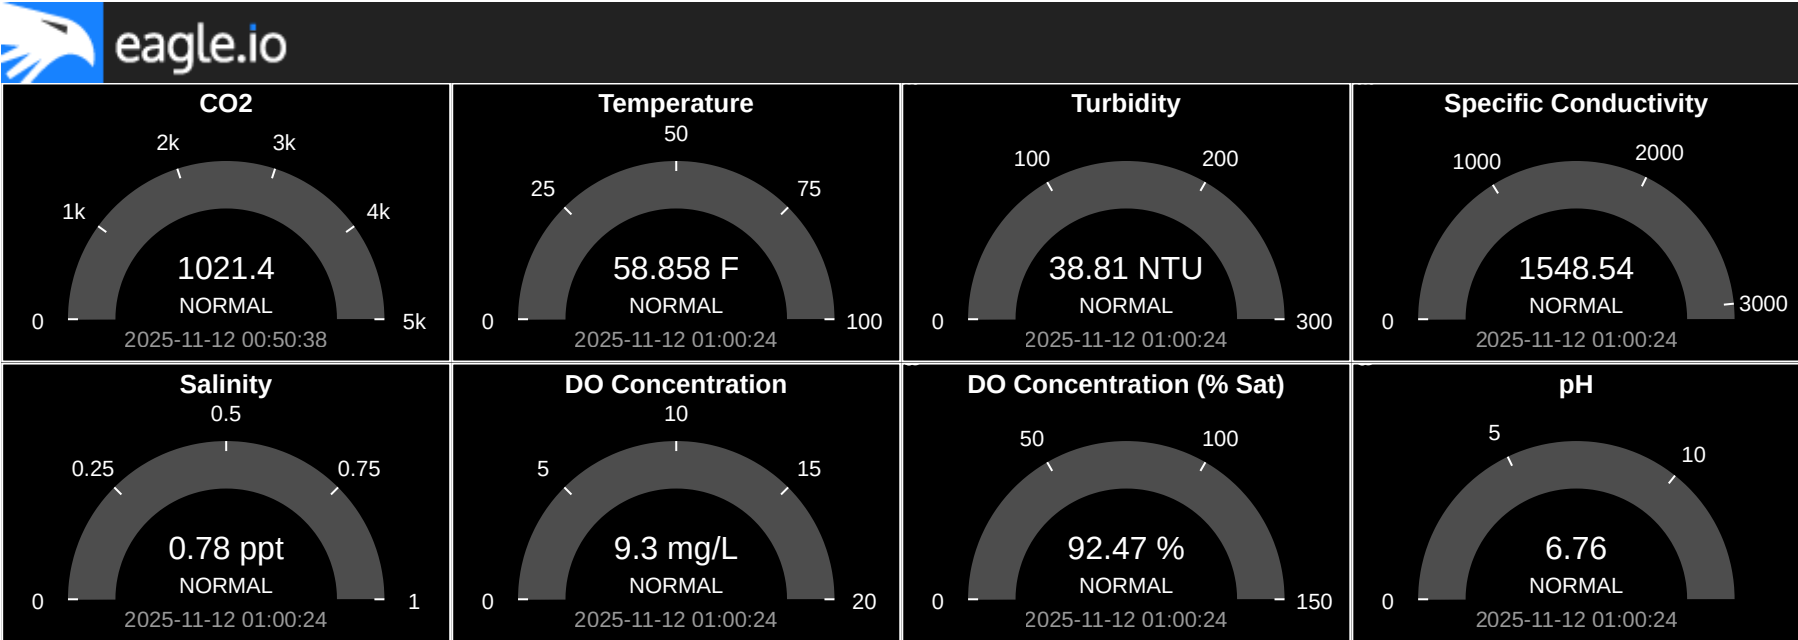 eagle.io
CO2
2k
3k
1k
4k
0
5k
1021.4
NORMAL
2025-11-12 00:50:38
Temperature
50
25
75
0
100
58.858 F
NORMAL
2025-11-12 01:00:24
Turbidity
100
200
0
300
38.81 NTU
NORMAL
2025-11-12 01:00:24
Specific Conductivity
1000
2000
0
3000
1548.54
NORMAL
2025-11-12 01:00:24
Salinity
0.5
0.25
0.75
0
1
0.78 ppt
NORMAL
2025-11-12 01:00:24
DO Concentration
10
5
15
0
20
9.3 mg/L
NORMAL
2025-11-12 01:00:24
DO Concentration (% Sat)
50
100
0
150
92.47 %
NORMAL
2025-11-12 01:00:24
pH
5
10
0
6.76
NORMAL
2025-11-12 01:00:24